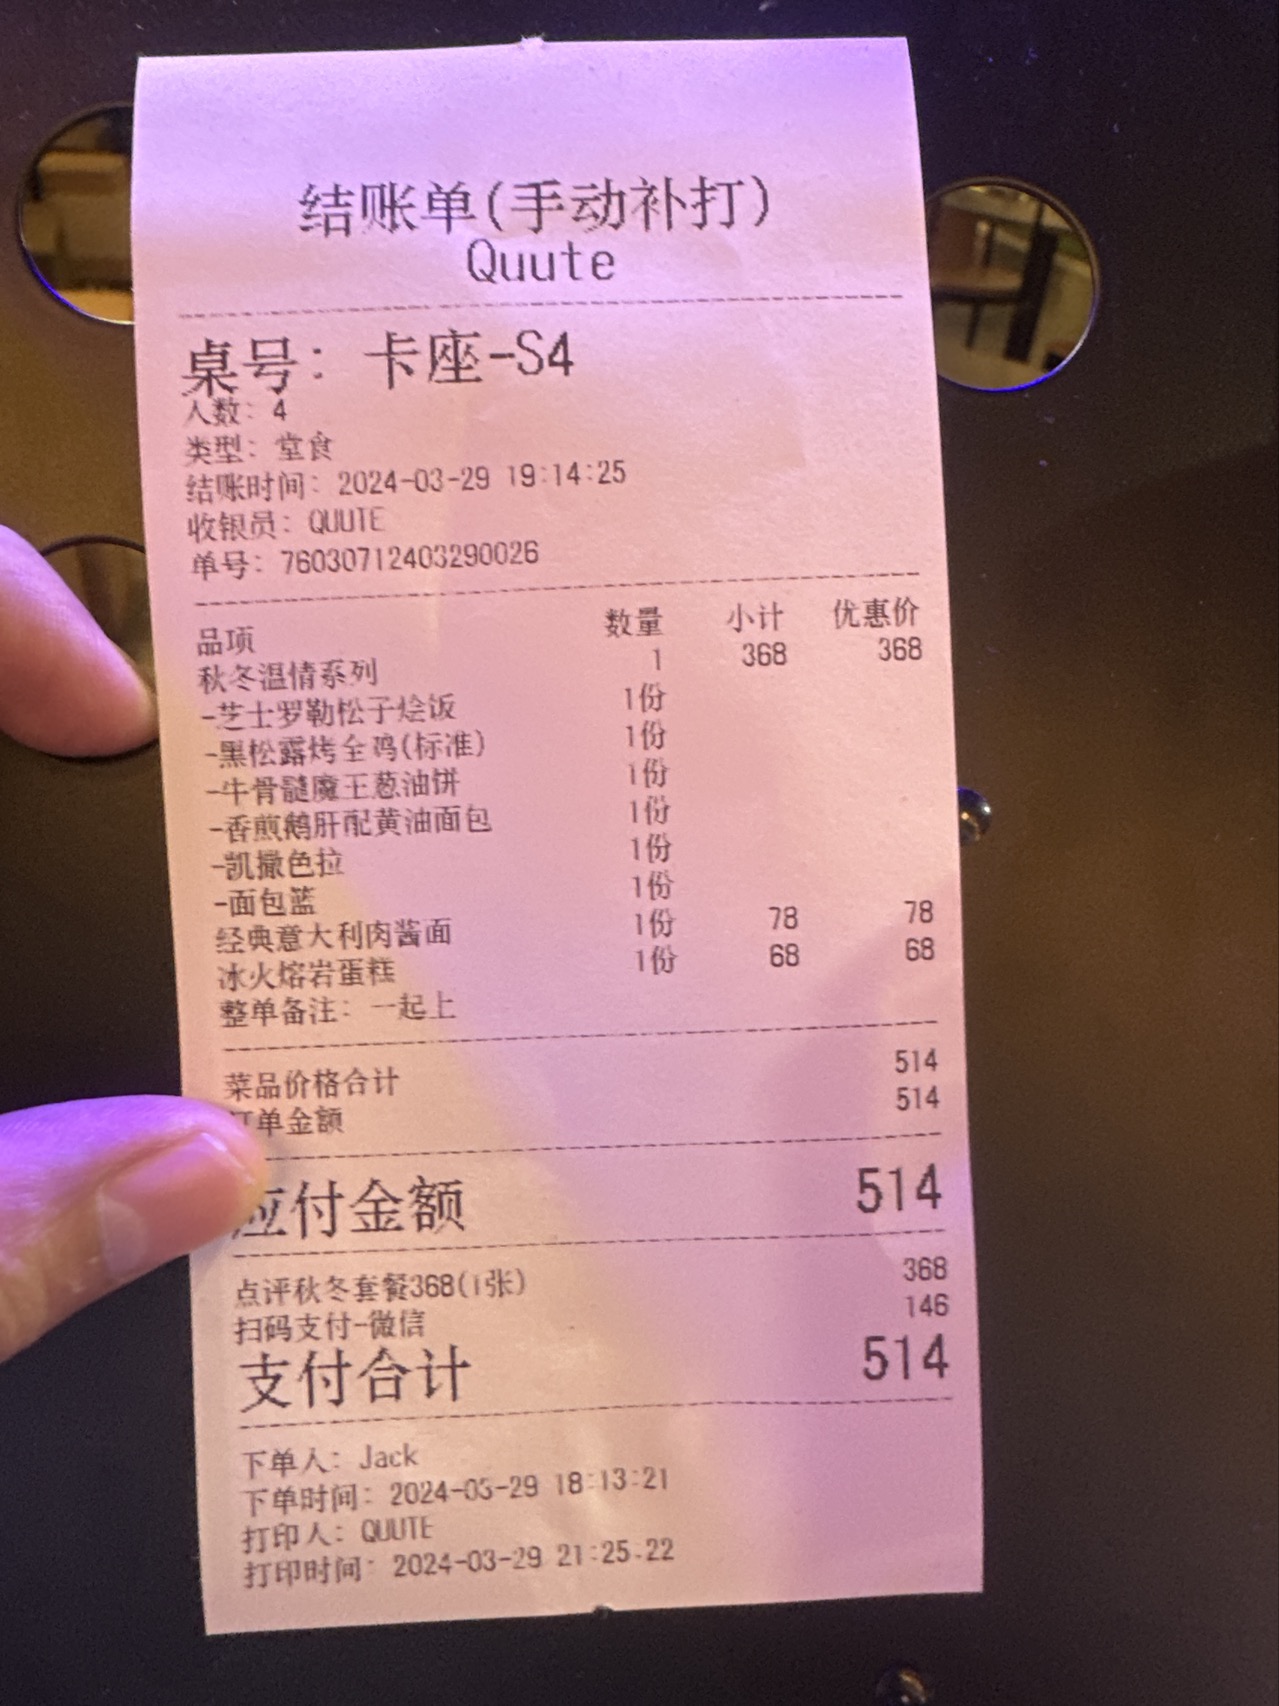 结账单(手动补打)
Quute
桌号: 卡座-S4
人数: 4
类型: 堂食
结账时间: 2024-03-29 19:14:25
收银员: QUUTE
单号: 76030712403290026
品项 数量 小计 优惠价
秋冬温情系列 1 368 368
-芝士罗勒松子烩饭 1份
-黑松露烤全鸡(标准) 1份
-牛骨髓魔王葱油饼 1份
-香煎鹅肝配黄油面包 1份
-凯撒色拉 1份
-面包篮 1份
经典意大利肉酱面 1份 78 78
冰火熔岩蛋糕 1份 68 68
整单备注: 一起上
菜品价格合计 514
订单金额 514
应付金额 514
点评秋冬套餐368(1张) 368
扫码支付-微信 146
支付合计 514
下单人: Jack
下单时间: 2024-03-29 18:13:21
打印人: QUUTE
打印时间: 2024-03-29 21:25:22